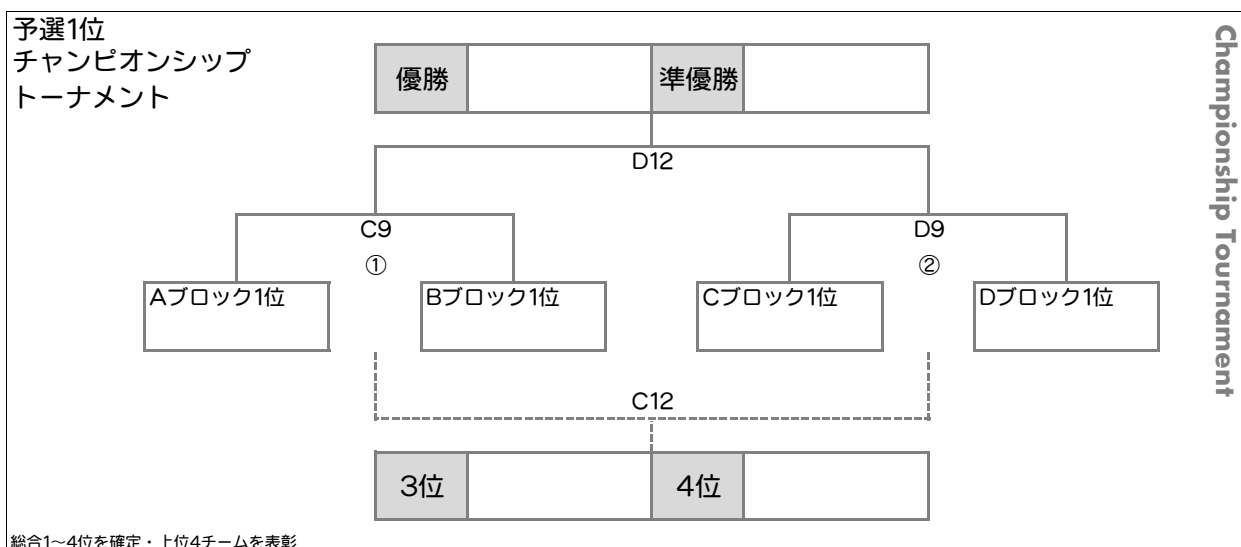 予選1位
チャンピオンシップ
トーナメント
優勝
準優勝
D12
C9
D9
①
②
Aブロック1位
Bブロック1位
Cブロック1位
Dブロック1位
C12
3位
4位
総合1~4位を確定・上位4チームを表彰
Championship Tournament